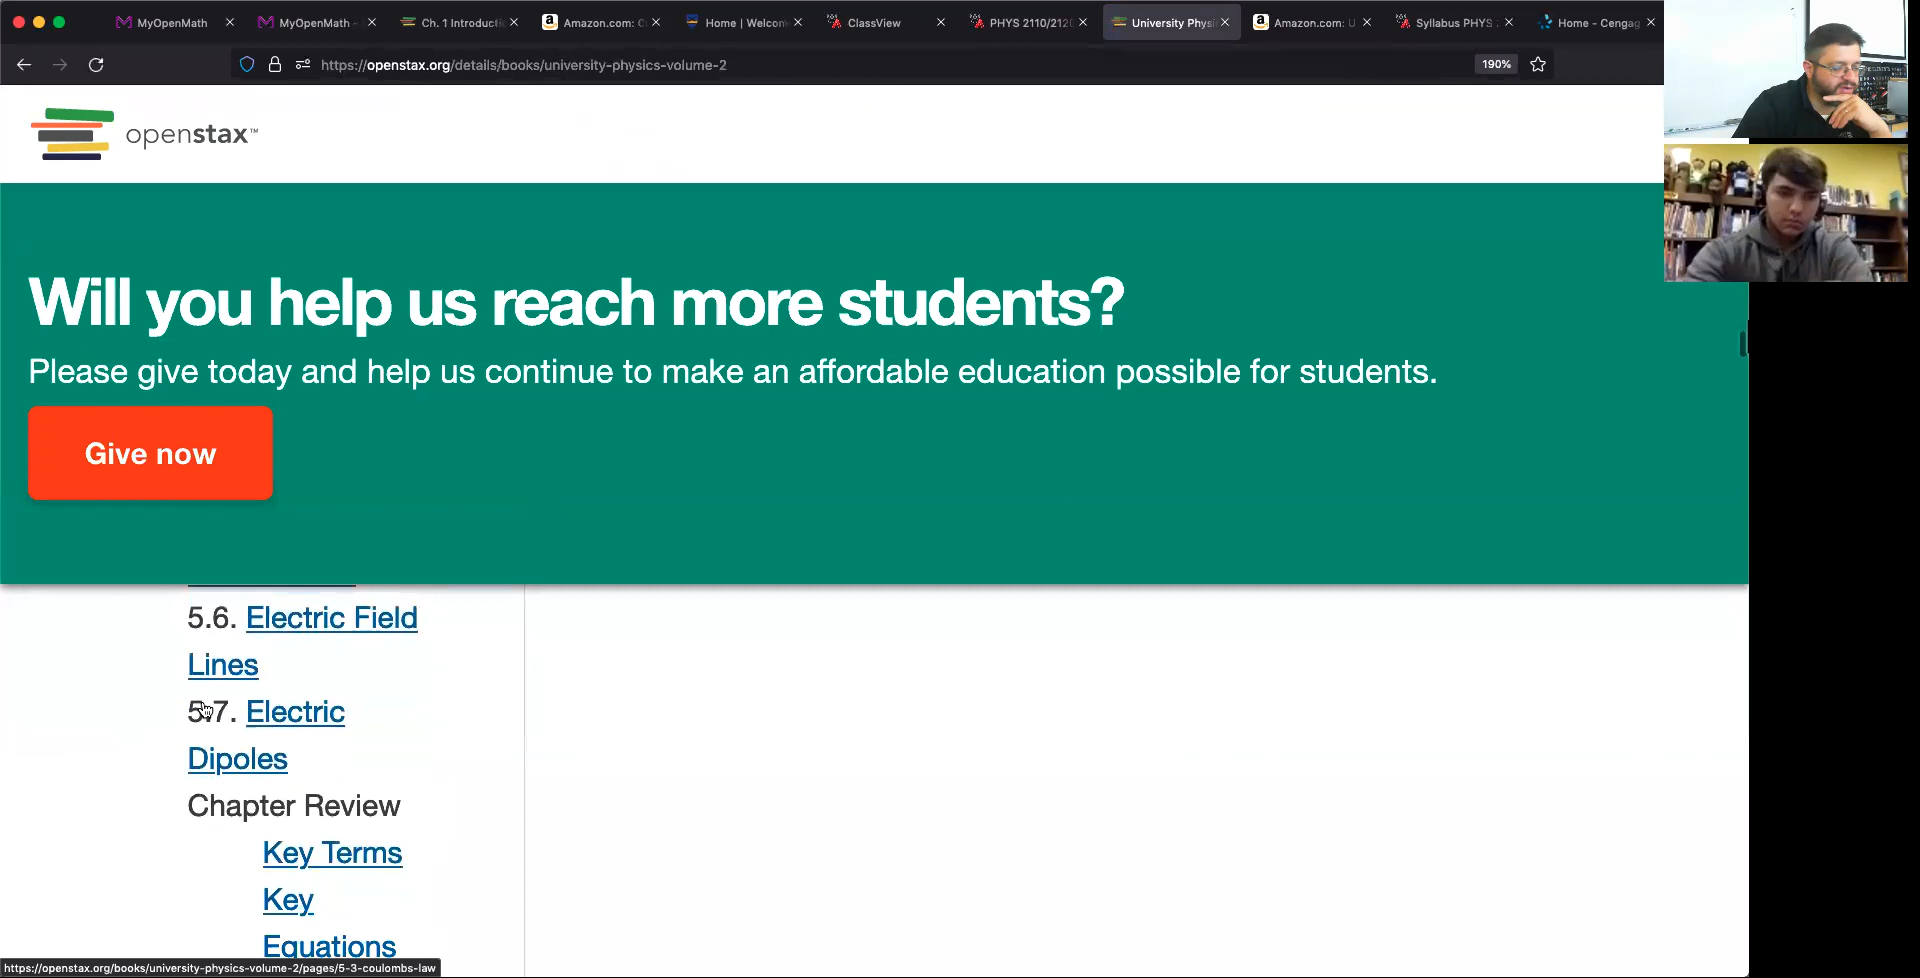 MyOpenMath
MyOpenMath -
Ch. 1 Introducti
Amazon.com: C
Home | Welcom
ClassView
PHYS 2110/212
University Physi
Amazon.com: U
Syllabus PHYS
Home - Cengag
https://openstax.org/details/books/university-physics-volume-2
190%
openstax™
Will you help us reach more students?
Please give today and help us continue to make an affordable education possible for students.
Give now
5.6. Electric Field
Lines
5.7. Electric
Dipoles
Chapter Review
Key Terms
Key
Equations
https://openstax.org/books/university-physics-volume-2/pages/5-3-coulombs-law